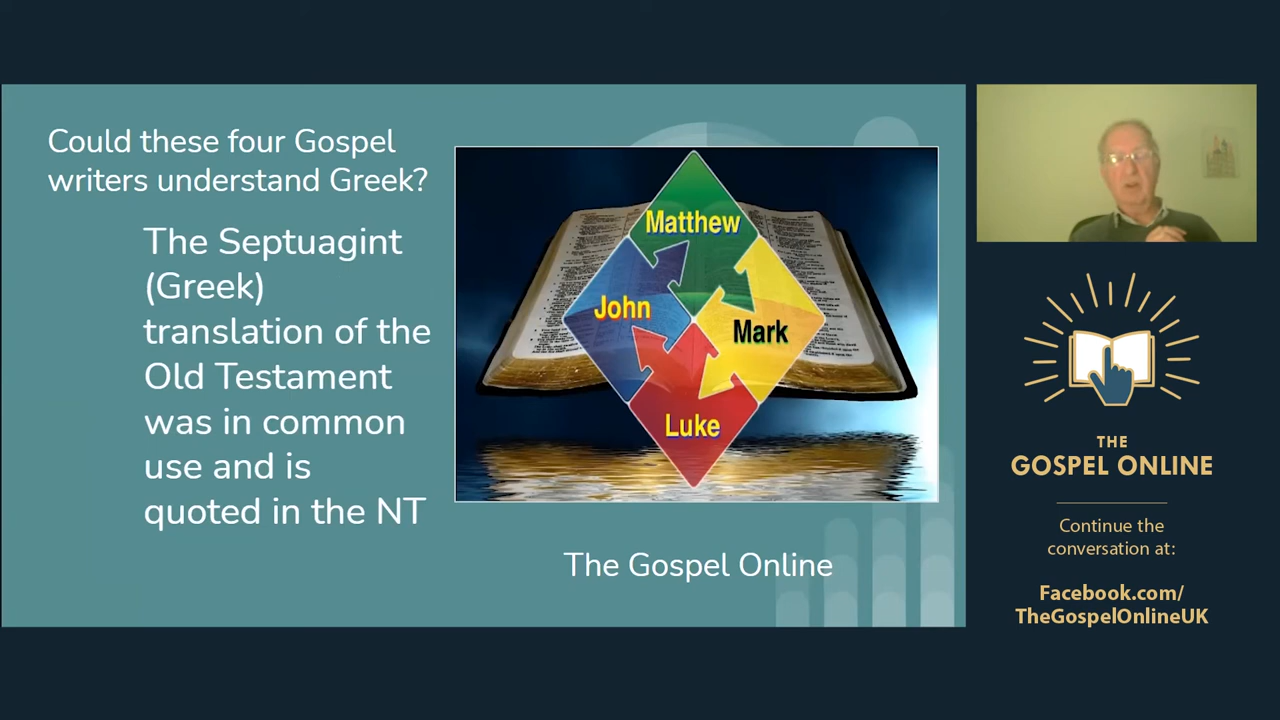 Could these four Gospel
writers understand Greek?
The Septuagint
(Greek)
translation of the
Old Testament
was in common
use and is
quoted in the NT
Matthew
John
Mark
Luke
The Gospel Online
THE
GOSPEL ONLINE
Continue the
conversation at:
Facebook.com/
TheGospelOnlineUK